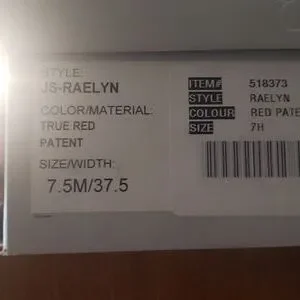 STYLE:
JS-RAELYN
COLOR/MATERIAL:
TRUE RED
PATENT
SIZE/WIDTH:
7.5M/37.5
ITEM# 518373
STYLE RAELYN
COLOUR RED PATE
SIZE 7H